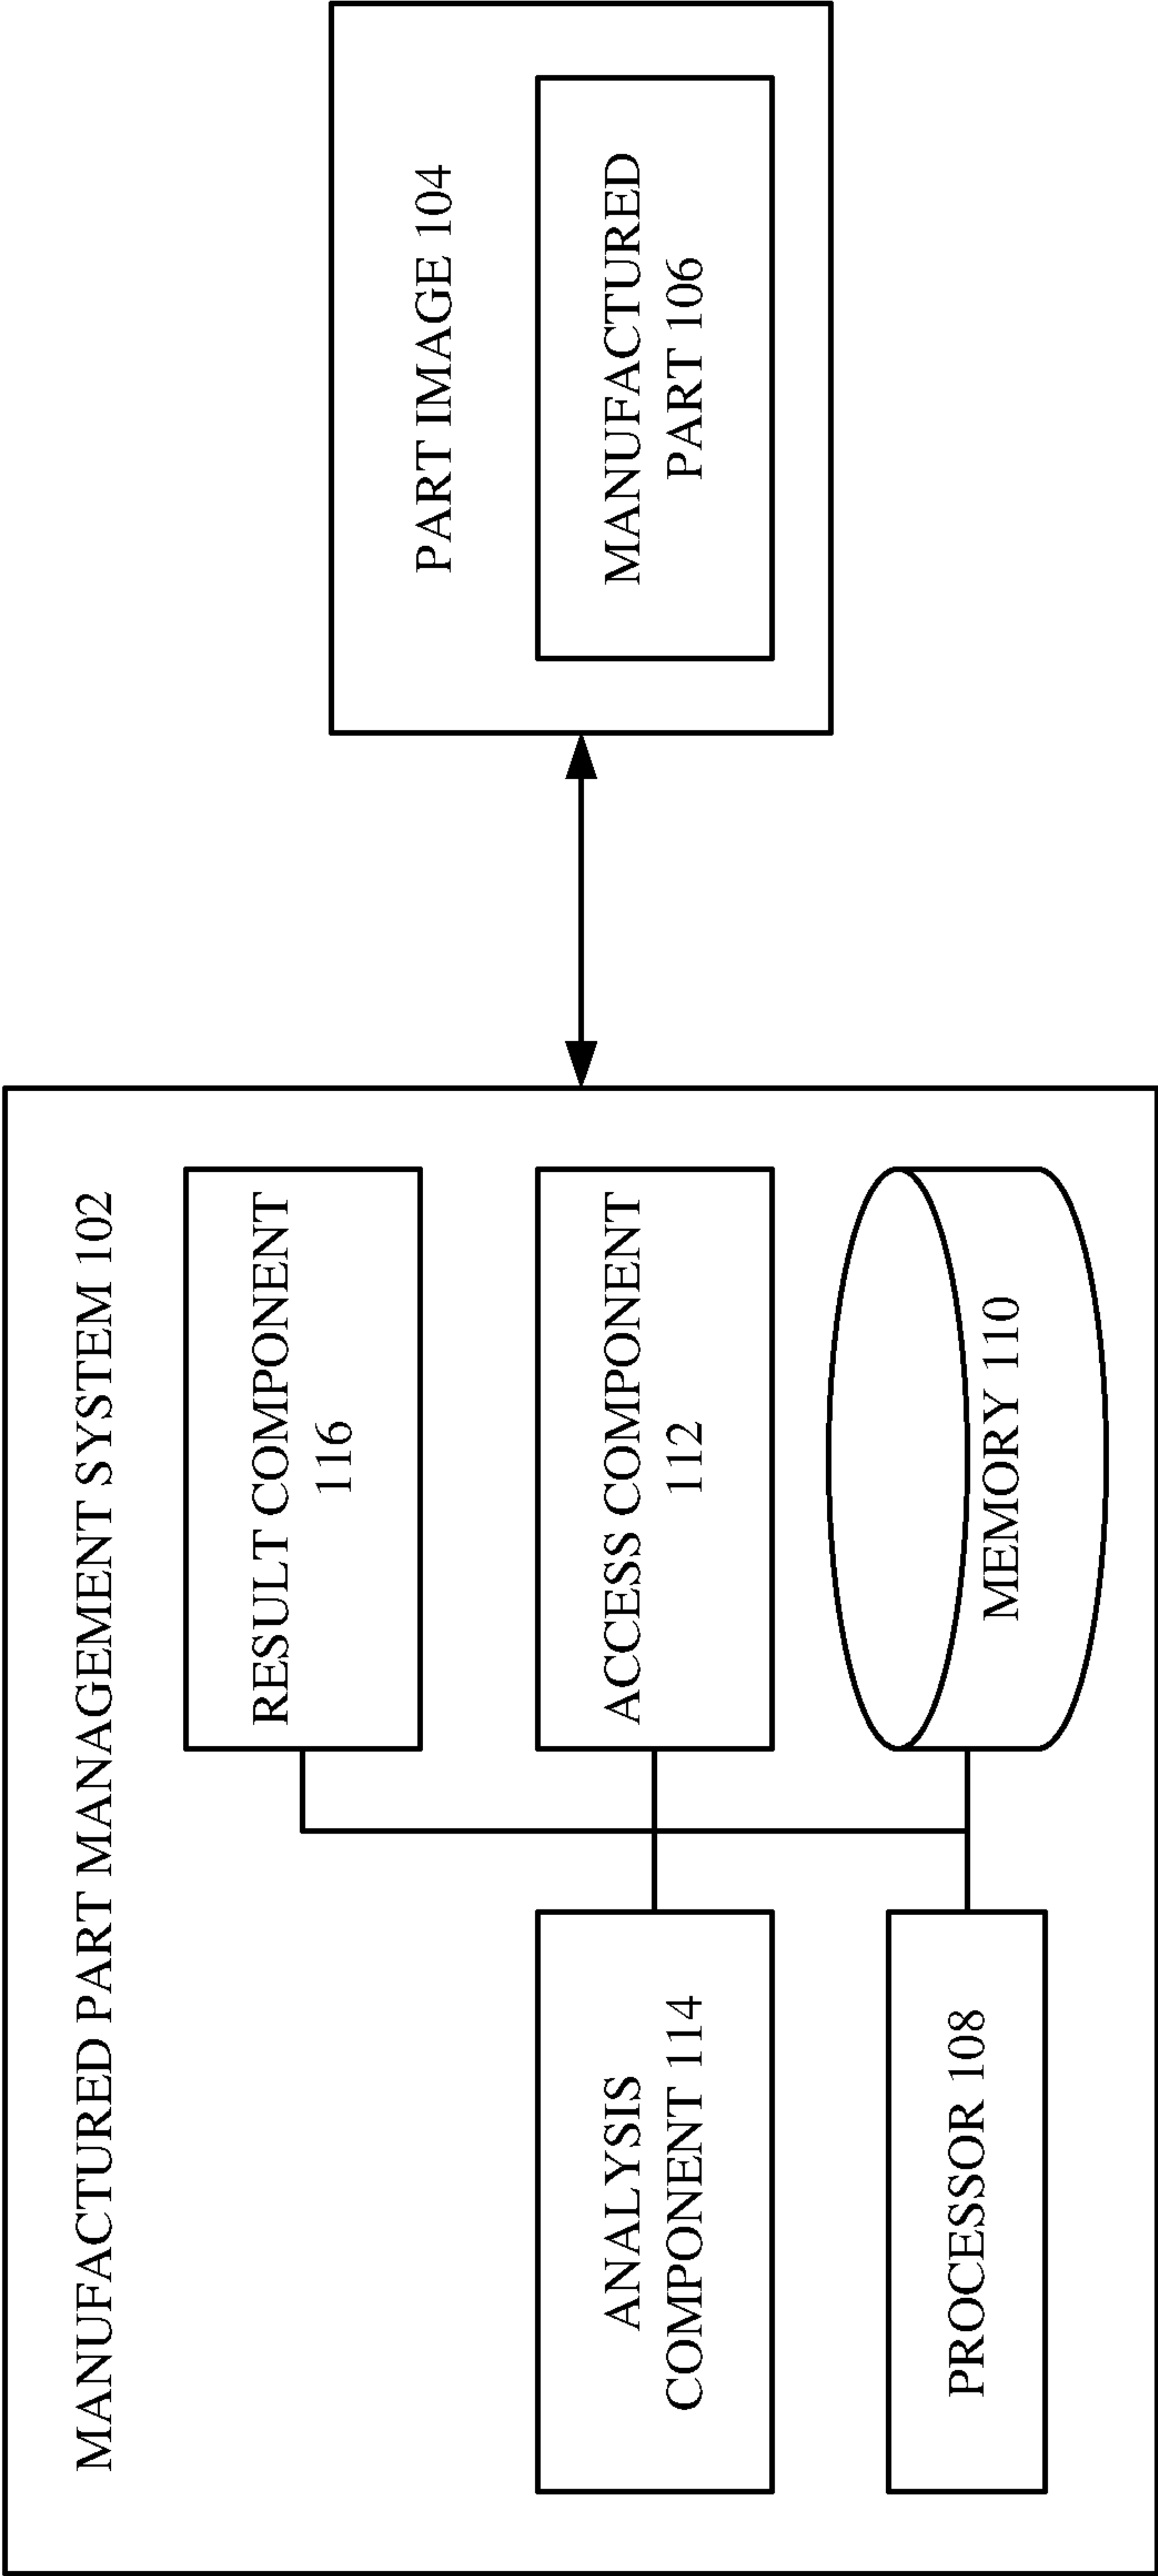 MANUFACTURED PART MANAGEMENT SYSTEM 102
RESULT COMPONENT
116
ANALYSIS
COMPONENT 114
ACCESS COMPONENT
112
PROCESSOR 108
MEMORY 110
PART IMAGE 104
MANUFACTURED
PART 106